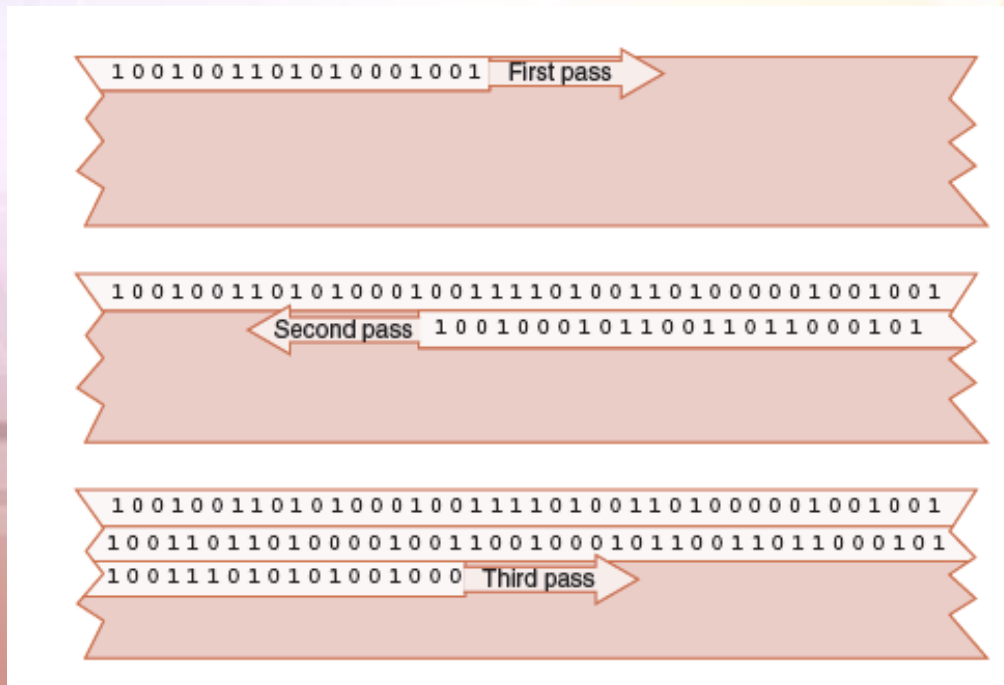 1 0 0 1 0 0 1 1 0 1 0 1 0 0 0 1 0 0 1 First pass
1 0 0 1 0 0 1 1 0 1 0 1 0 0 0 1 0 0 1 1 1 1 0 1 0 0 1 1 0 1 0 0 0 0 0 1 0 0 1 0 0 1
Second pass 1 0 0 1 0 0 0 1 0 1 1 0 0 1 1 0 1 1 0 0 0 1 0 1
1 0 0 1 0 0 1 1 0 1 0 1 0 0 0 1 0 0 1 1 1 1 0 1 0 0 1 1 0 1 0 0 0 0 0 1 0 0 1 0 0 1
1 0 0 1 1 0 1 1 0 1 0 0 0 0 1 0 0 1 1 0 0 1 0 0 0 1 0 1 1 0 0 1 1 0 1 1 0 0 0 1 0 1
1 0 0 1 1 1 0 1 0 1 0 1 0 0 1 0 0 0 Third pass